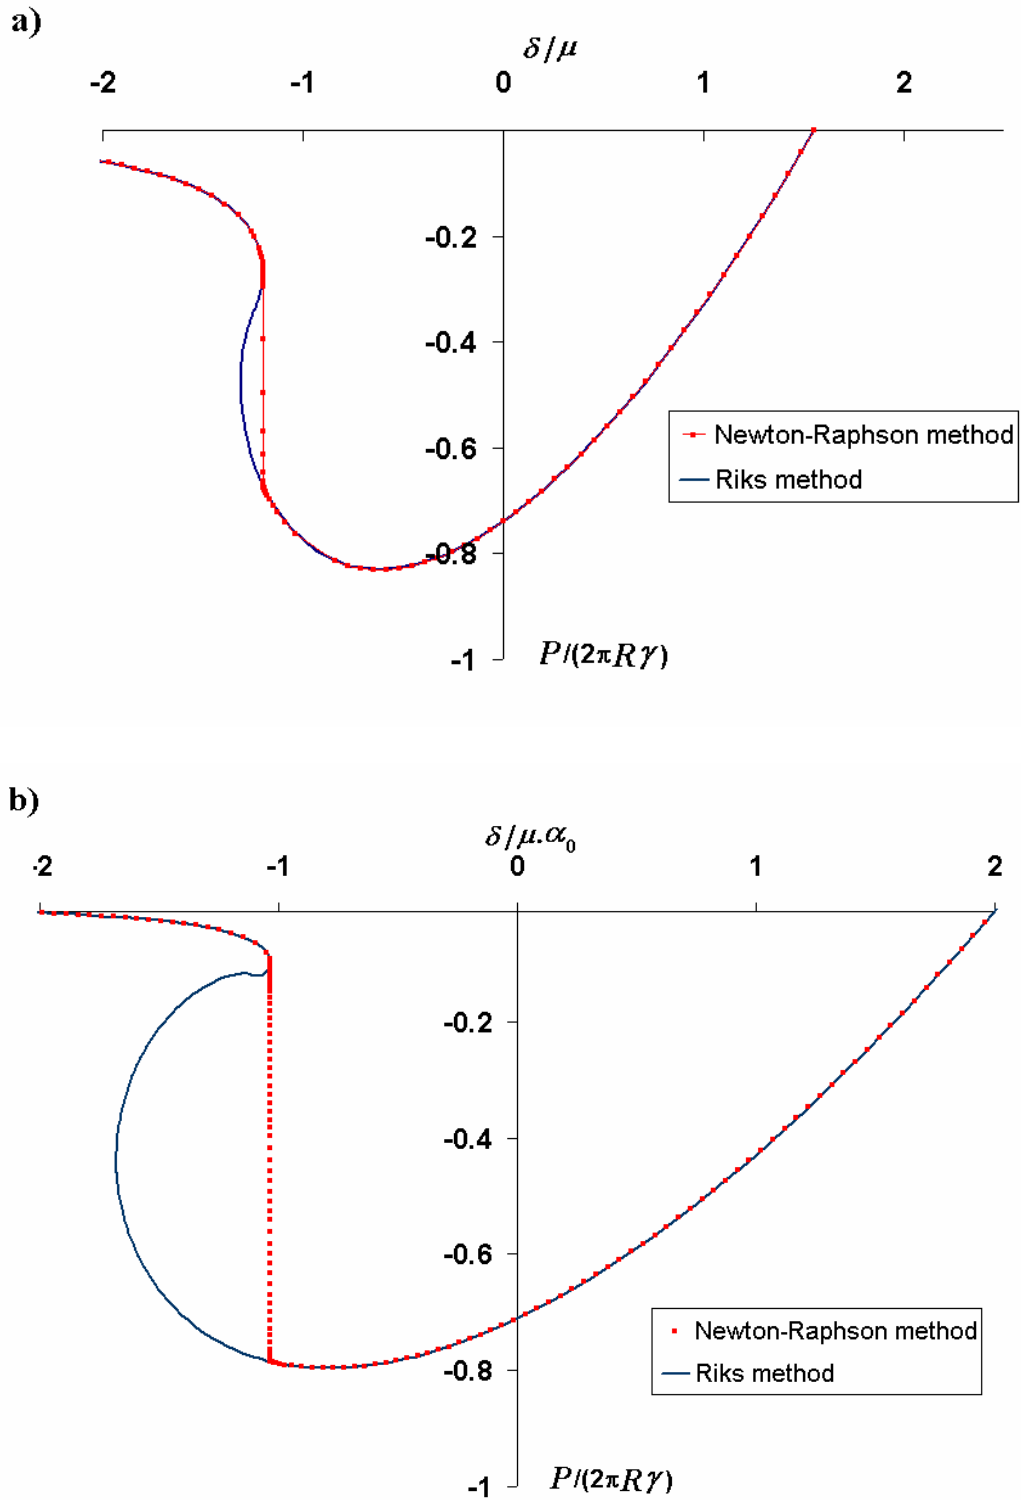 a)
δ/μ
-2 -1 0 1 2
-0.2
-0.4
Newton-Raphson method
-0.6
Riks method
-0.8
-1 P/(2πRγ)
b)
δ/μ.α₀
-2 -1 0 1 2
-0.2
-0.4
-0.6
Newton-Raphson method
-0.8
Riks method
-1 P/(2πRγ)